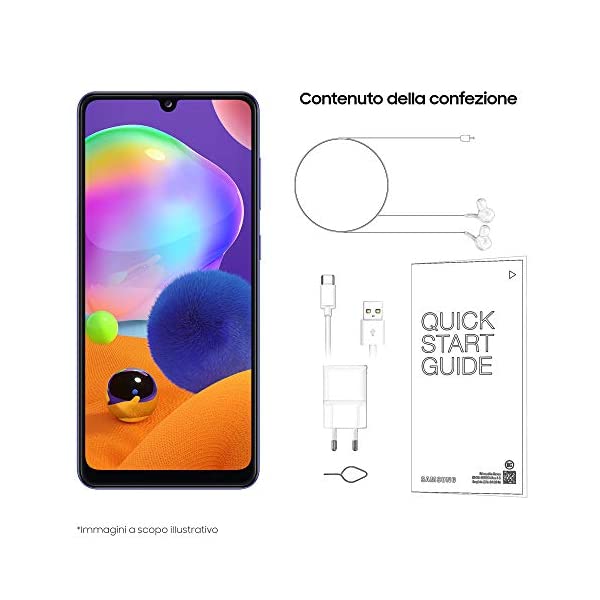 Contenuto della confezione
QUICK
START
GUIDE
SAMSUNG
*Immagini a scopo illustrativo